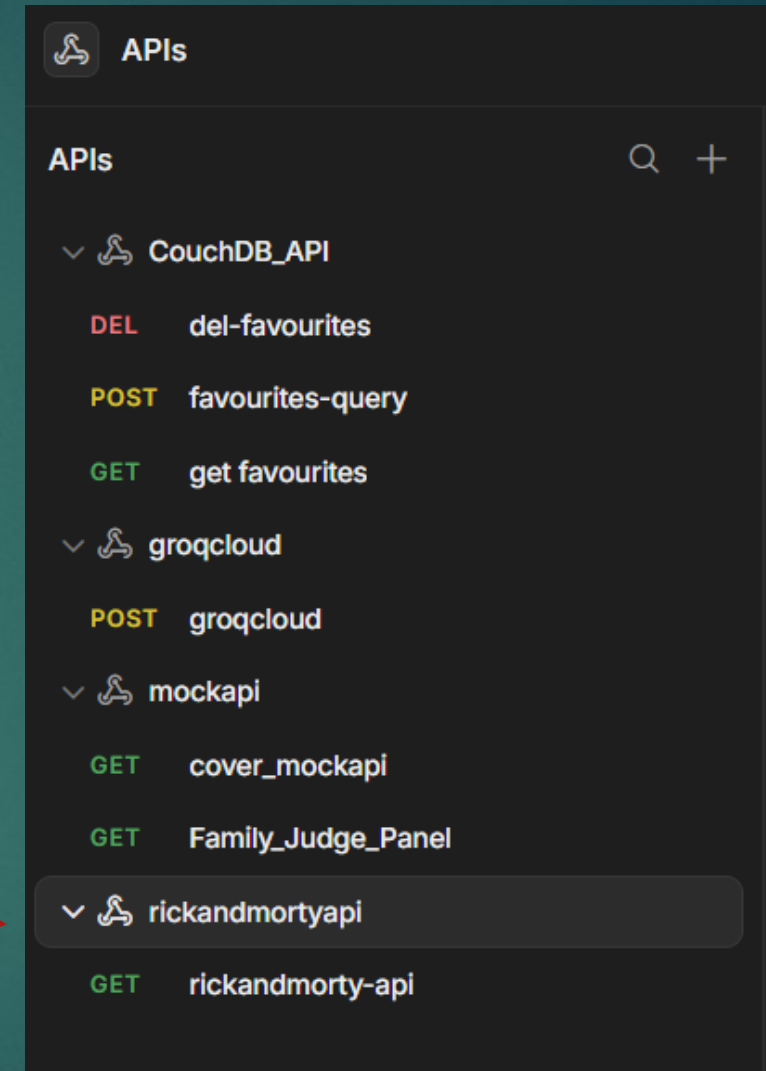 APIs
APIs
CouchDB_API
DEL del-favourites
POST favourites-query
GET get favourites
groqcloud
POST groqcloud
mockapi
GET cover_mockapi
GET Family_Judge_Panel
rickandmortyapi
GET rickandmorty-api